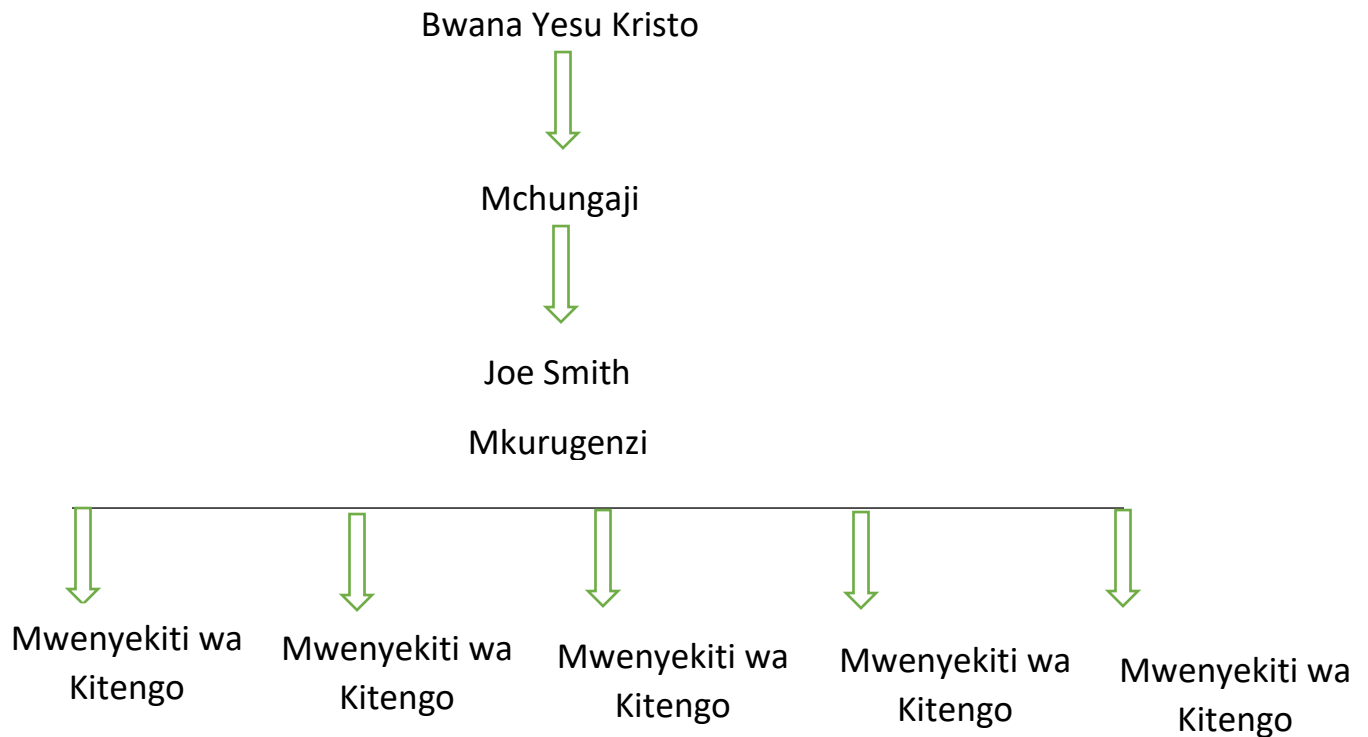 Bwana Yesu Kristo
Mchungaji
Joe Smith
Mkurugenzi
Mwenyekiti wa
Kitengo
Mwenyekiti wa
Kitengo
Mwenyekiti wa
Kitengo
Mwenyekiti wa
Kitengo
Mwenyekiti wa
Kitengo